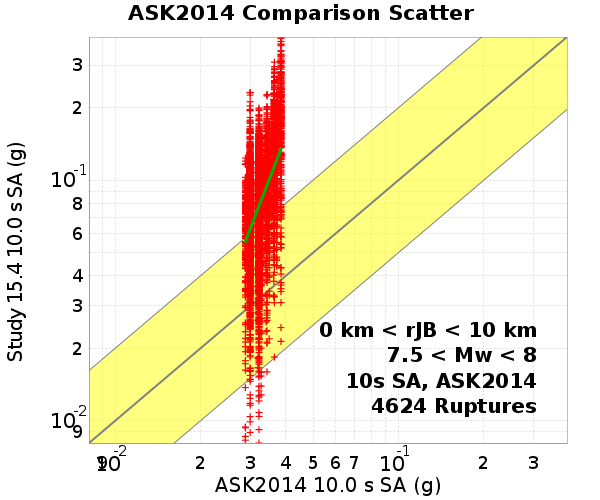 ASK2014 Comparison Scatter
3
2
10-1
8
6
4
3
2
10-2
9
Study 15.4 10.0 s SA (g)
0 km < rJB < 10 km
7.5 < Mw < 8
10s SA, ASK2014
4624 Ruptures
9 10-2 2 3 4 5 6 7 10-1 2 3
ASK2014 10.0 s SA (g)